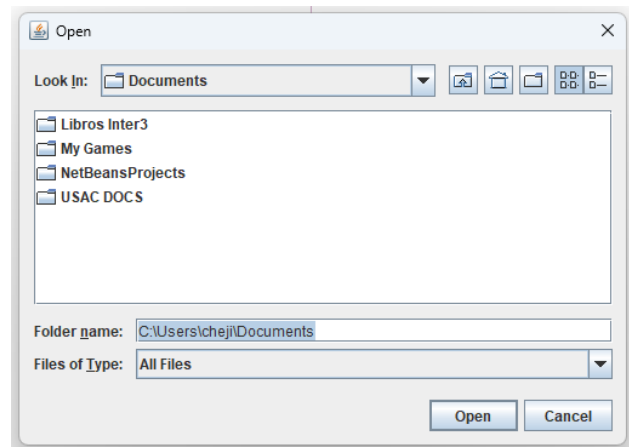 Open
Look In: Documents
Libros Inter3
My Games
NetBeansProjects
USAC DOCS
Folder name: C:\Users\cheji\Documents
Files of Type: All Files
Open Cancel